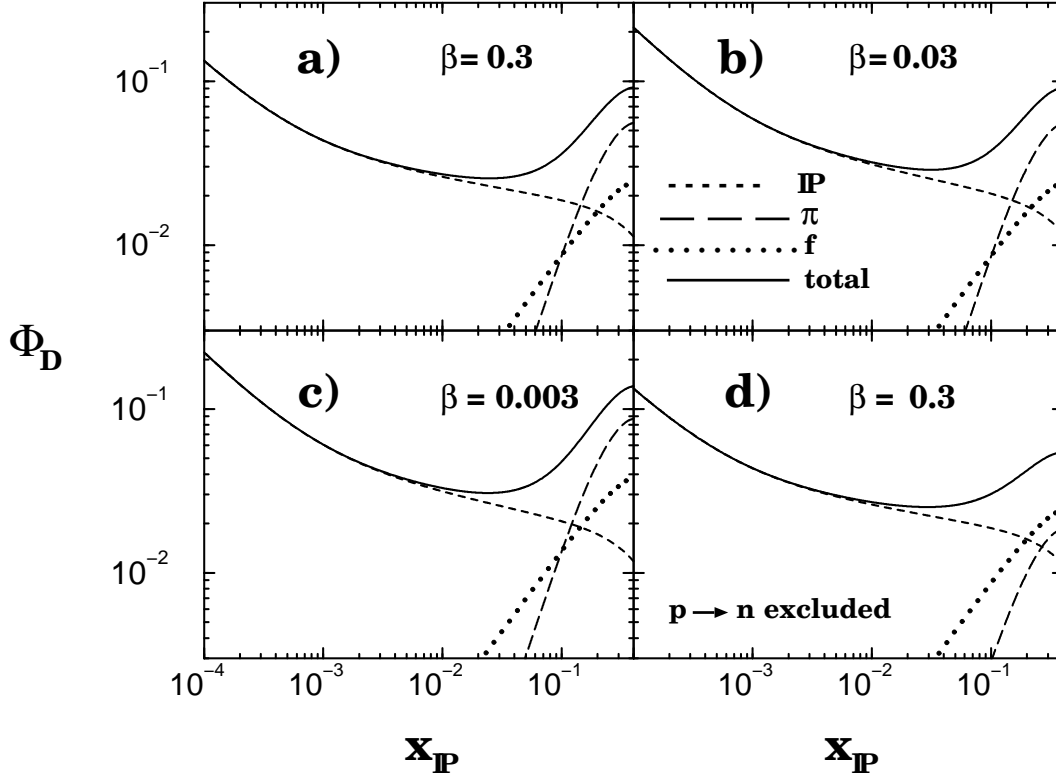 a) β= 0.3
b) β= 0.03
10⁻¹
10⁻²
IP
π
f
total
Φ_D
c) β = 0.003
d) β = 0.3
10⁻¹
10⁻²
p → n excluded
10⁻⁴ 10⁻³ 10⁻² 10⁻¹ 10⁻³ 10⁻² 10⁻¹
x_IP x_IP